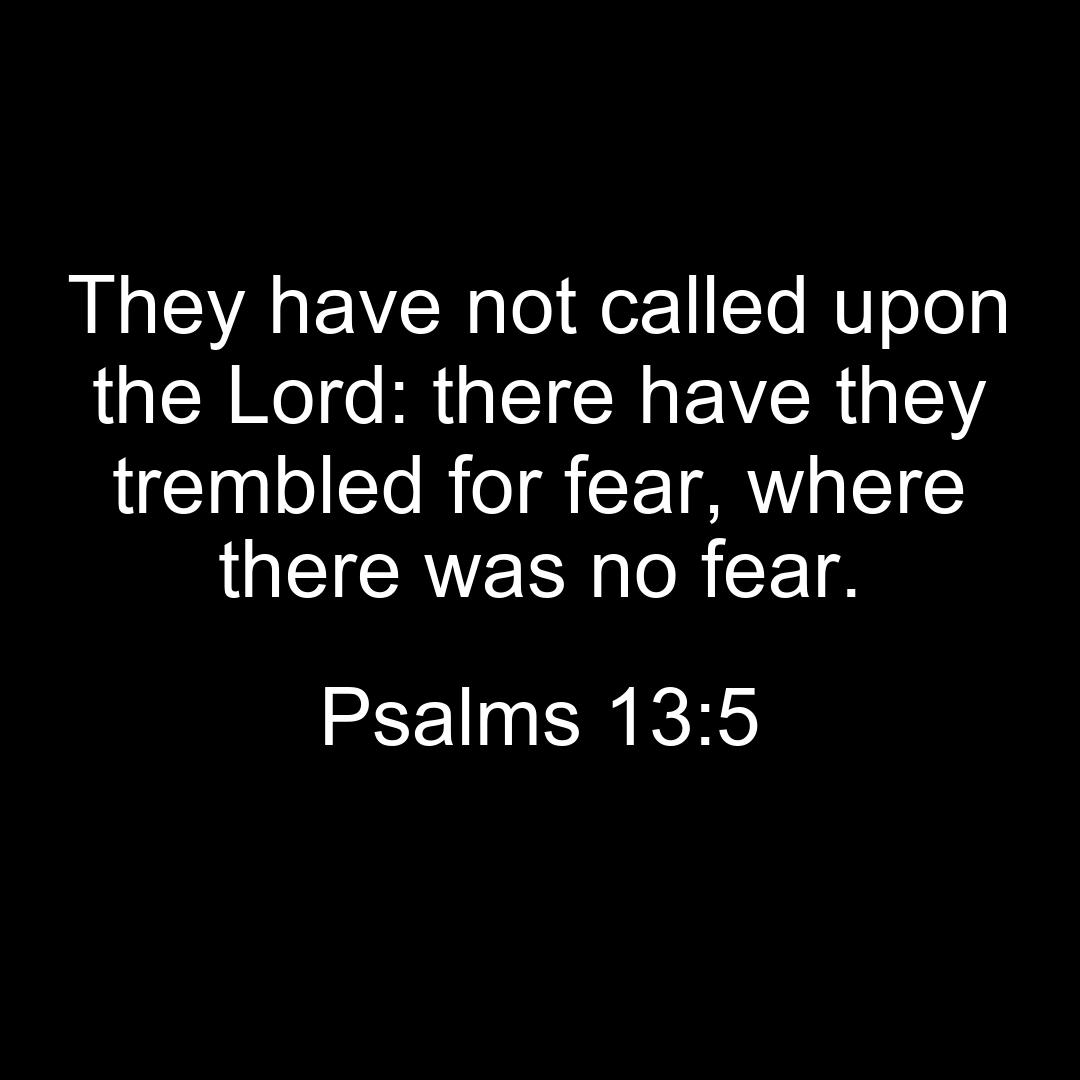 They have not called upon
the Lord: there have they
trembled for fear, where
there was no fear.
Psalms 13:5